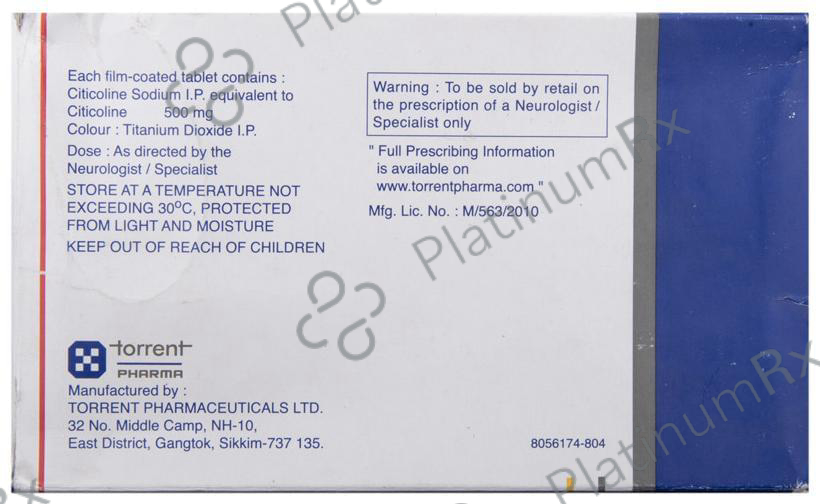 Each film-coated tablet contains :
Citicoline Sodium I.P. equivalent to
Citicoline 500 mg
Colour : Titanium Dioxide I.P.
Dose : As directed by the
Neurologist / Specialist
STORE AT A TEMPERATURE NOT
EXCEEDING 30ºC, PROTECTED
FROM LIGHT AND MOISTURE
KEEP OUT OF REACH OF CHILDREN
Warning : To be sold by retail on
the prescription of a Neurologist /
Specialist only
" Full Prescribing Information
is available on
www.torrentpharma.com "
Mfg. Lic. No. : M/563/2010
torrent
PHARMA
Manufactured by :
TORRENT PHARMACEUTICALS LTD.
32 No. Middle Camp, NH-10,
East District, Gangtok, Sikkim-737 135.
8056174-804
PlatinumRx
PlatinumRx
PlatinumRx